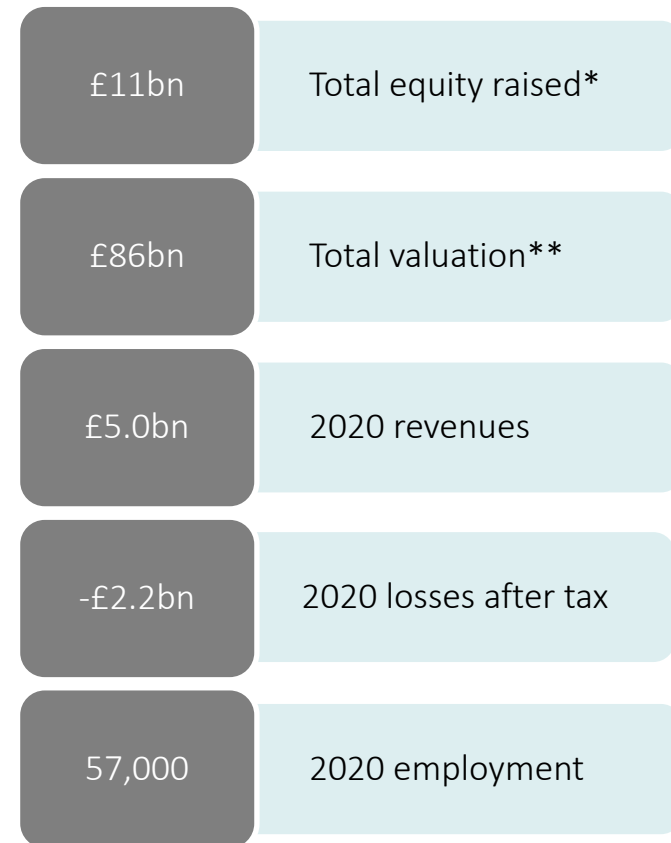 £11bn Total equity raised*
£86bn Total valuation**
£5.0bn 2020 revenues
-£2.2bn 2020 losses after tax
57,000 2020 employment